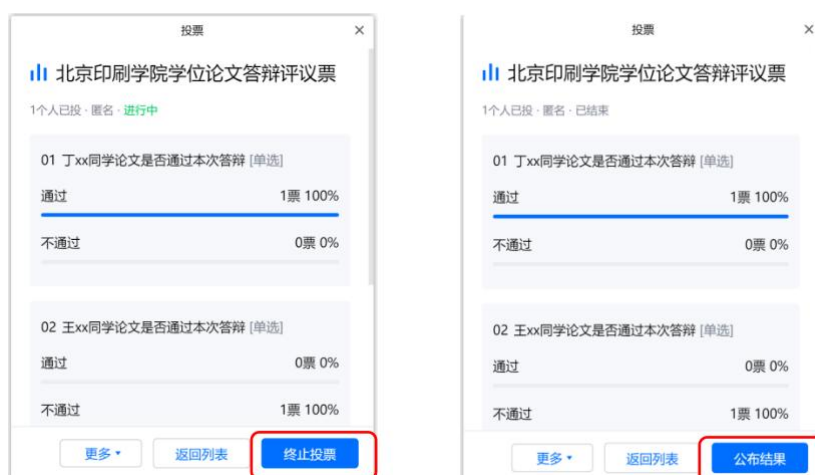 投票
北京印刷学院学位论文答辩评议票
1个人已投 · 匿名 · 进行中
01 丁xx同学论文是否通过本次答辩 [单选]
通过 1票 100%
不通过 0票 0%
02 王xx同学论文是否通过本次答辩 [单选]
通过 0票 0%
不通过 1票 100%
更多 返回列表 终止投票
投票
北京印刷学院学位论文答辩评议票
1个人已投 · 匿名 · 已结束
01 丁xx同学论文是否通过本次答辩 [单选]
通过 1票 100%
不通过 0票 0%
02 王xx同学论文是否通过本次答辩 [单选]
通过 0票 0%
不通过 1票 100%
更多 返回列表 公布结果